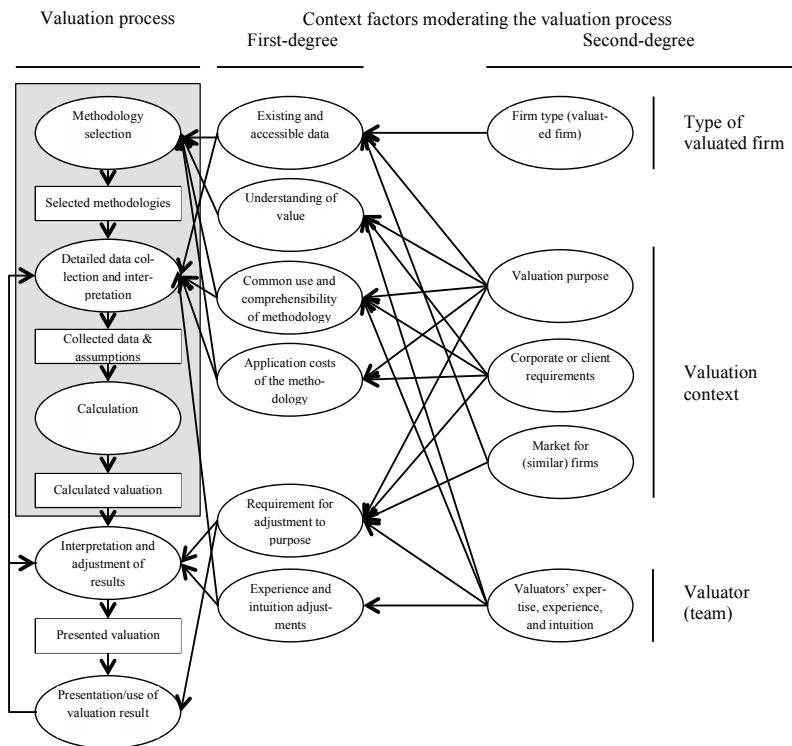 Valuation process
Context factors moderating the valuation process
First-degree
Second-degree
Methodology
selection
Selected methodologies
Detailed data col-
lection and inter-
pretation
Collected data &
assumptions
Calculation
Calculated valuation
Interpretation and
adjustment of
results
Presented valuation
Presentation/use of
valuation result
Existing and
accessible data
Understanding of
value
Common use and
comprehensibility of
methodology
Application costs
of the metho-
dology
Requirement for
adjustment to
purpose
Experience and
intuition adjust-
ments
Firm type (valuat-
ed firm)
Valuation purpose
Corporate or client
requirements
Market for
(similar) firms
Valuators' exper-
tise, experience,
and intuition
Type of
valuated firm
Valuation
context
Valuator
(team)